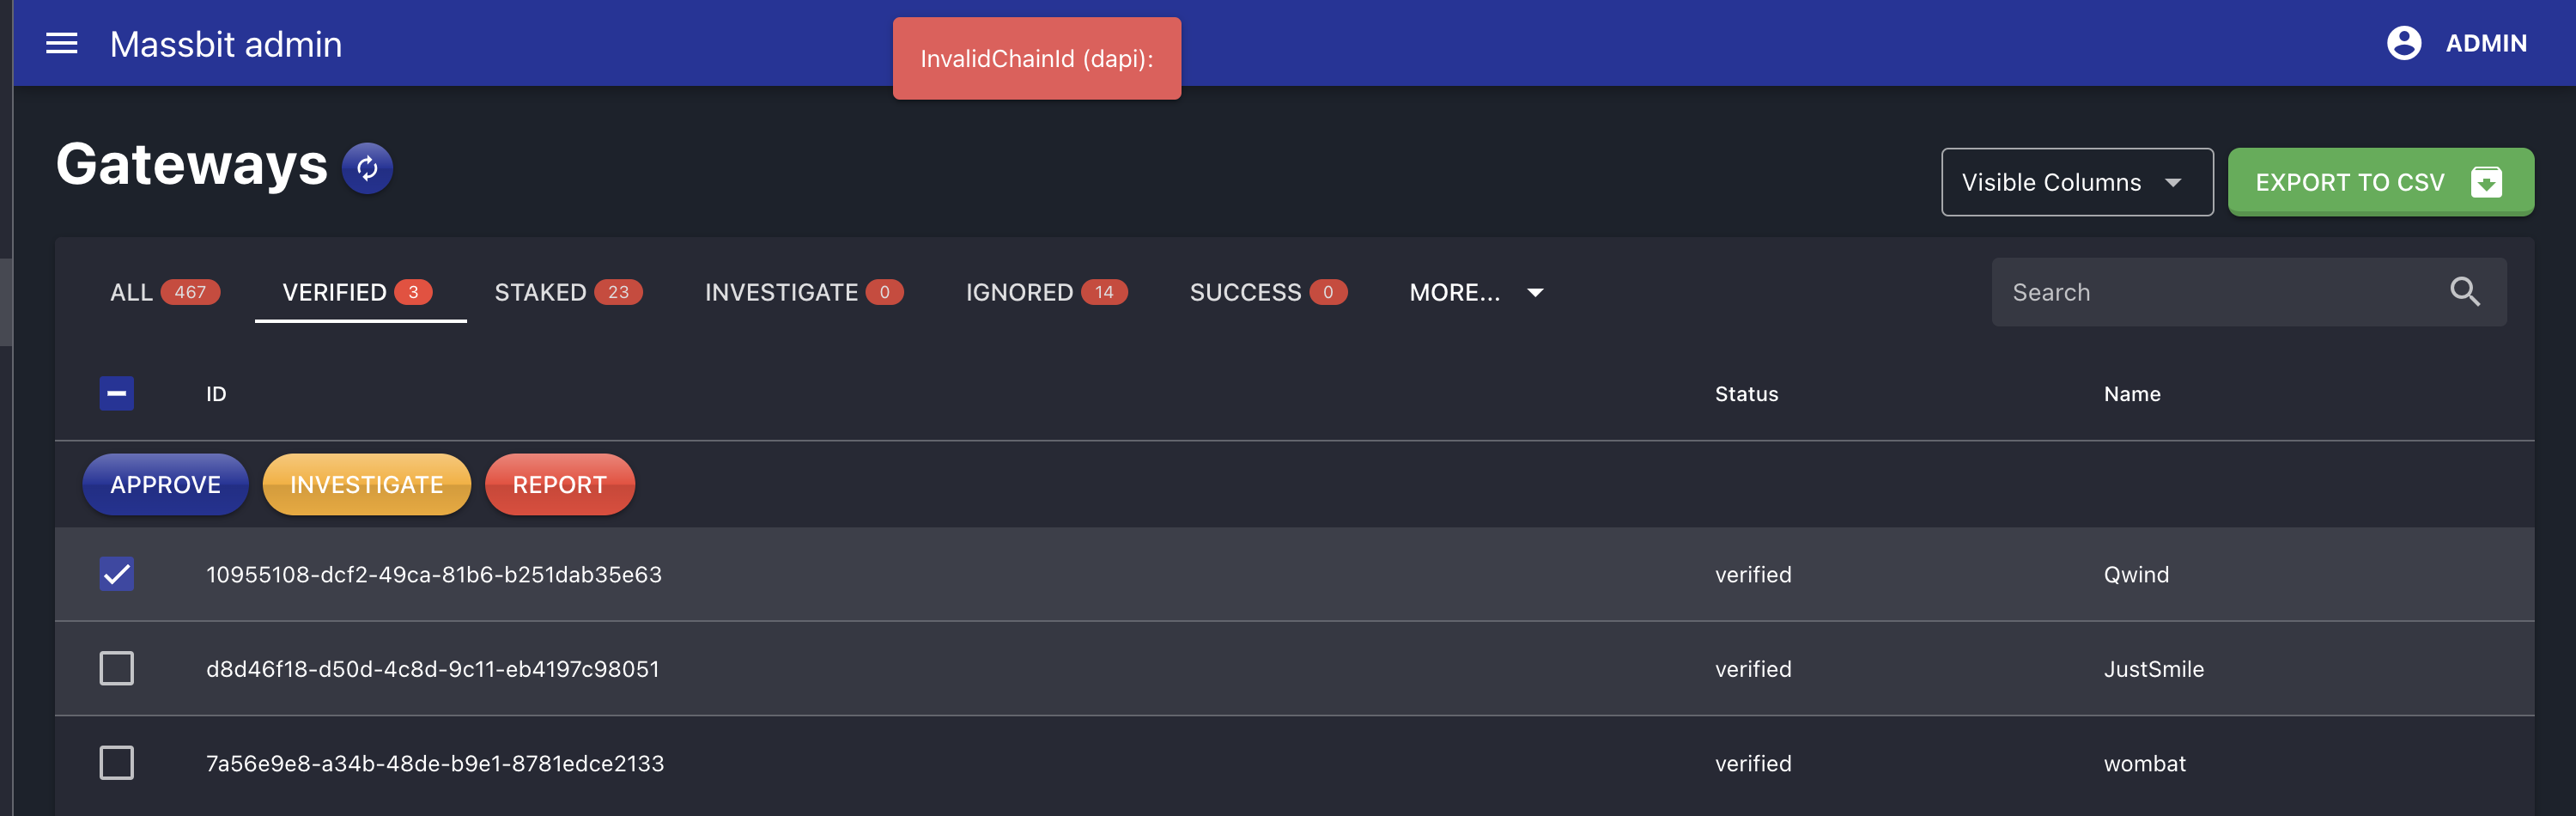 Massbit admin
InvalidChainId (dapi):
ADMIN
Gateways
Visible Columns
EXPORT TO CSV
ALL 467 VERIFIED 3 STAKED 23 INVESTIGATE 0 IGNORED 14 SUCCESS 0 MORE... Search
ID Status Name
APPROVE INVESTIGATE REPORT
10955108-dcf2-49ca-81b6-b251dab35e63 verified Qwind
d8d46f18-d50d-4c8d-9c11-eb4197c98051 verified JustSmile
7a56e9e8-a34b-48de-b9e1-8781edce2133 verified wombat